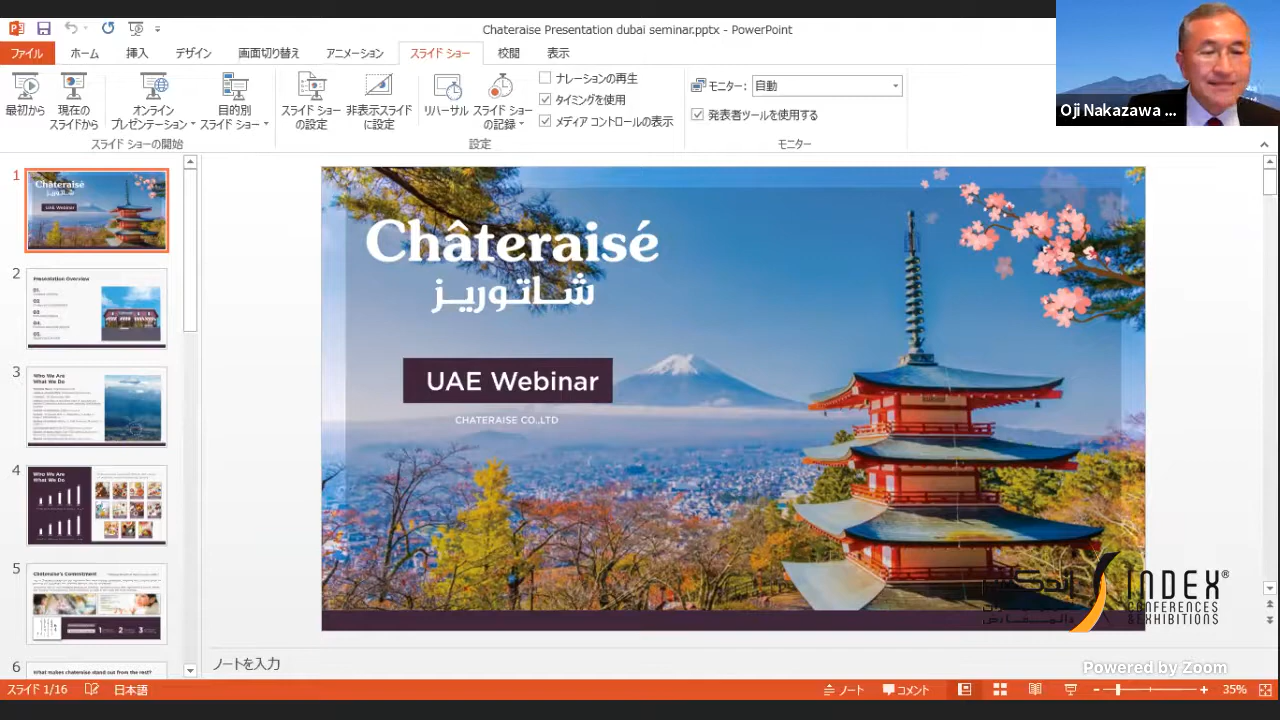 Chateraise Presentation dubai seminar.pptx - PowerPoint
ファイル
ホーム
挿入
デザイン
画面切り替え
アニメーション
スライド ショー
校閲
表示
最初から
現在の
スライドから
オンライン
プレゼンテーション
目的別
スライド ショー
スライド ショー
の設定
非表示スライド
に設定
リハーサル
スライド ショー
の記録
ナレーションの再生
タイミングを使用
メディア コントロールの表示
モニター:
自動
発表者ツールを使用する
スライド ショーの開始
設定
モニター
Oji Nakazawa ...
1
Châteraisé
شاتوريز
UAE Webinar
2
Presentation Overview
3
Who We Are
What We Do
4
Who We Are
What We Do
5
Chateraise's Commitment
6
What makes chateraise stand out from the rest?
Châteraisé
شاتوريز
UAE Webinar
CHATERAISE CO.,LTD
INDEX®
CONFERENCES
&EXHIBITIONS
ノートを入力
Powered by Zoom
スライド 1/16
日本語
ノート
コメント
35%